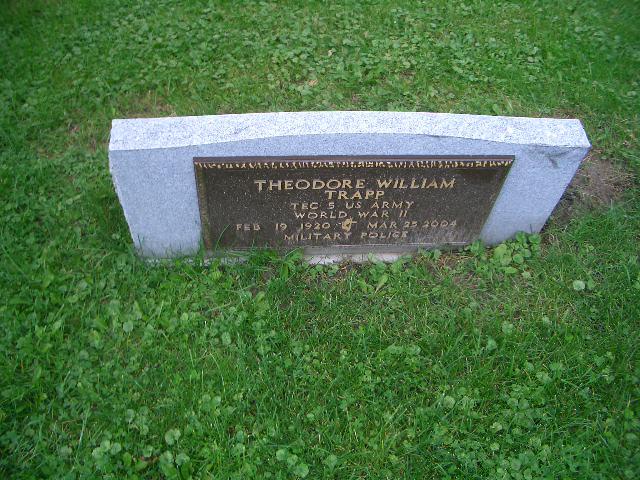 THEODORE WILLIAM
TRAPP
TEC 5 US ARMY
WORLD WAR II
FEB 19 1920 MAR 25 2004
MILITARY POLICE